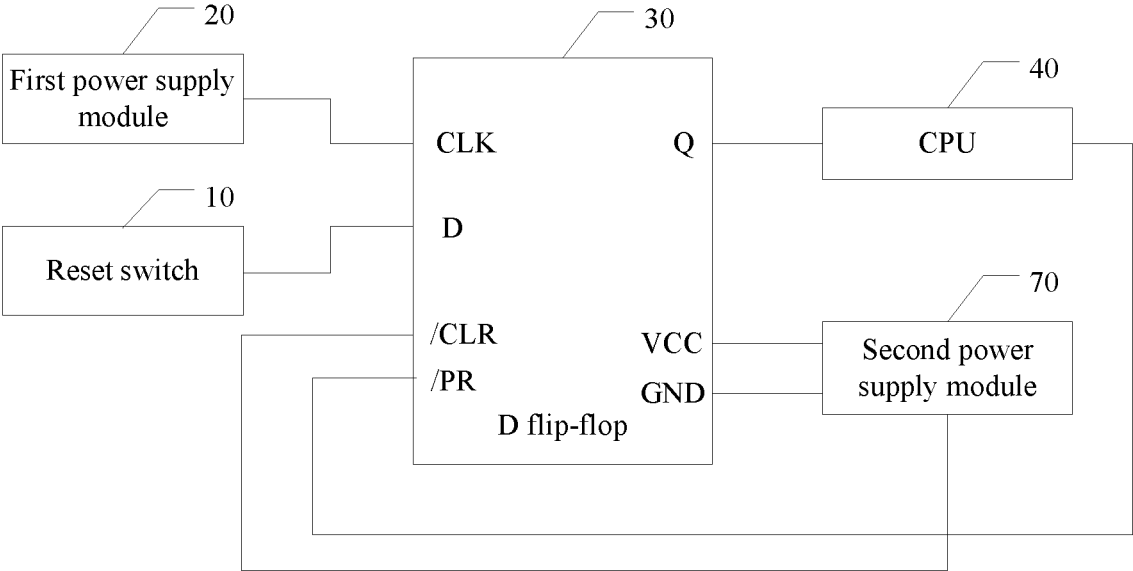 20
First power supply
module
10
Reset switch
30
CLK
D
/CLR
/PR
Q
VCC
GND
D flip-flop
40
CPU
70
Second power
supply module